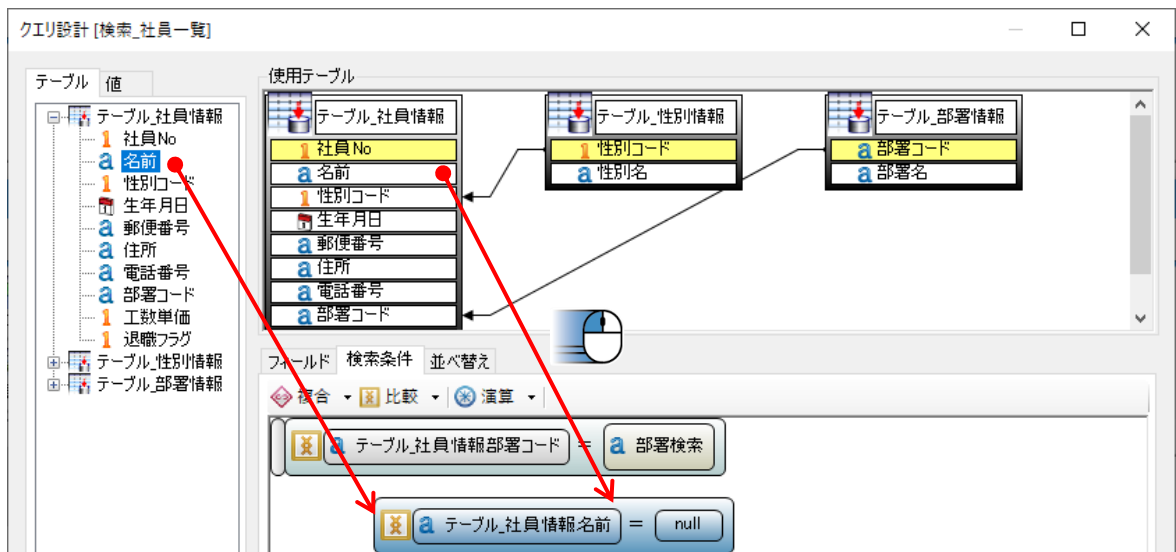 クエリ設計 [検索_社員一覧]
テーブル 値
テーブル_社員情報
社員No
名前
性別コード
生年月日
郵便番号
住所
電話番号
部署コード
工数単価
退職フラグ
テーブル_性別情報
テーブル_部署情報
使用テーブル
テーブル_社員情報
社員No
名前
性別コード
生年月日
郵便番号
住所
電話番号
部署コード
テーブル_性別情報
性別コード
性別名
テーブル_部署情報
部署コード
部署名
フィールド 検索条件 並べ替え
複合 比較 演算
テーブル_社員情報部署コード = 部署検索
テーブル_社員情報名前 = null